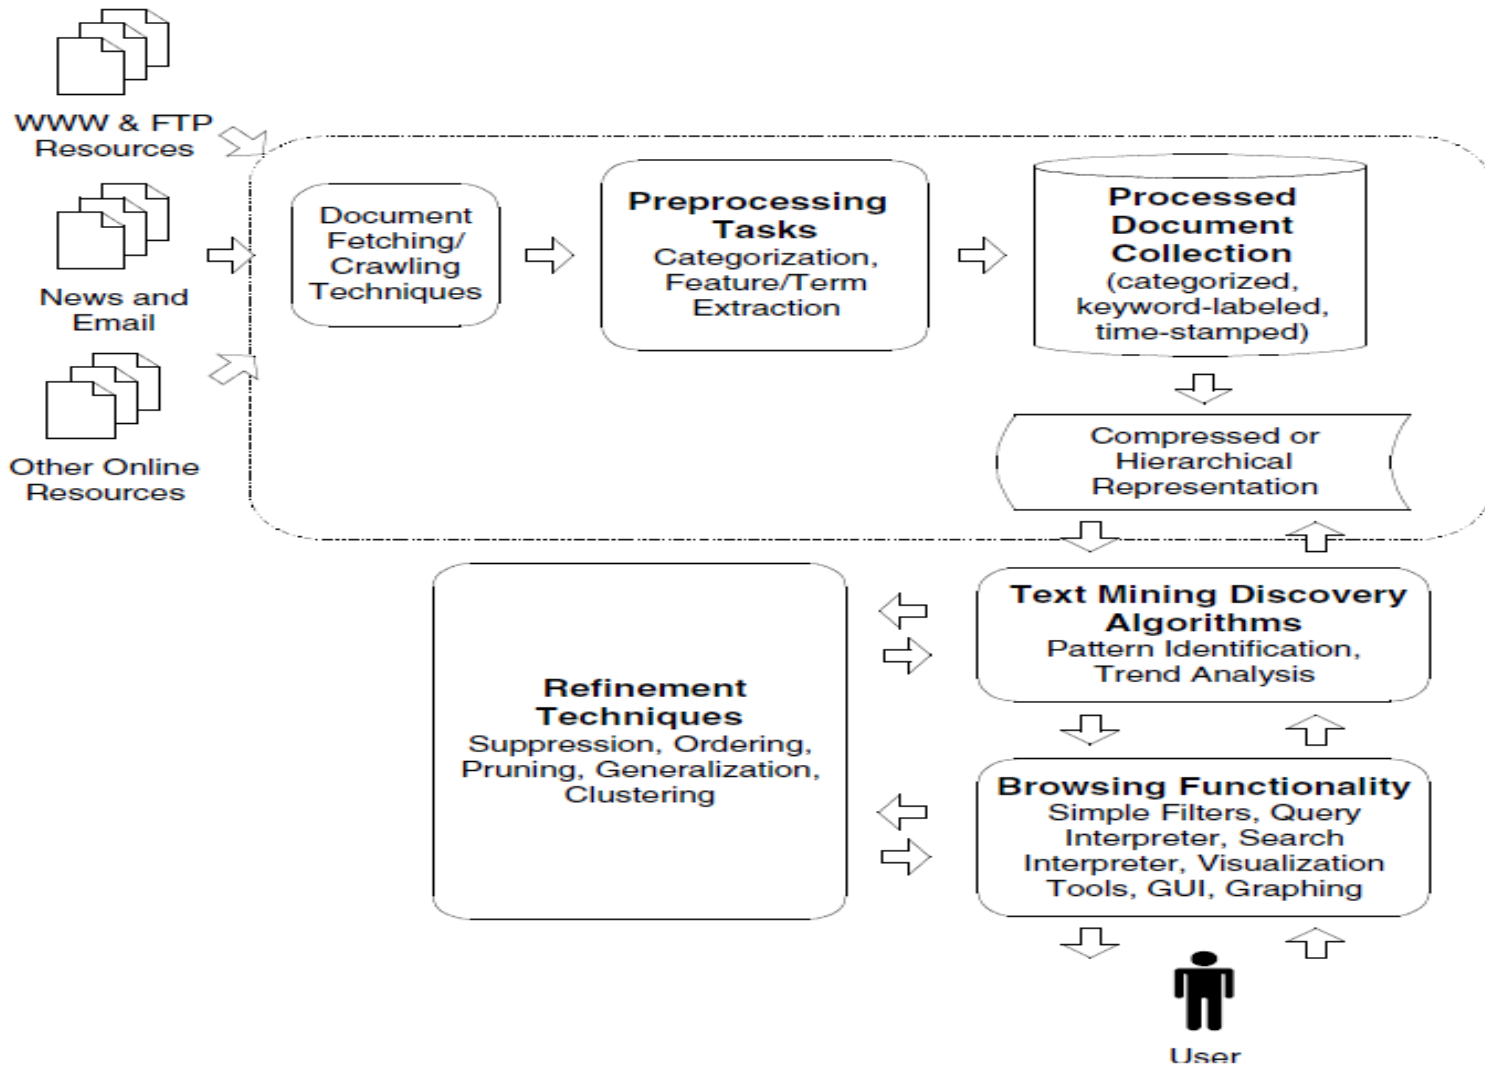 WWW & FTP
Resources
News and
Email
Other Online
Resources
Document
Fetching/
Crawling
Techniques
Preprocessing
Tasks
Categorization,
Feature/Term
Extraction
Processed
Document
Collection
(categorized,
keyword-labeled,
time-stamped)
Compressed or
Hierarchical
Representation
Text Mining Discovery
Algorithms
Pattern Identification,
Trend Analysis
Refinement
Techniques
Suppression, Ordering,
Pruning, Generalization,
Clustering
Browsing Functionality
Simple Filters, Query
Interpreter, Search
Interpreter, Visualization
Tools, GUI, Graphing
User